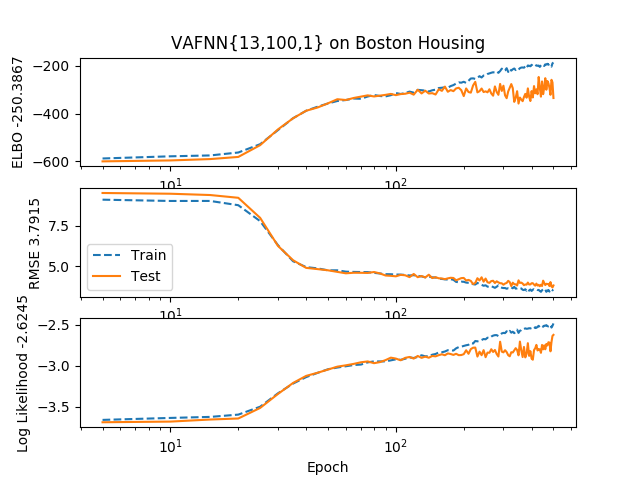 VAFNN{13,100,1} on Boston Housing
ELBO -250.3867
−200
−400
−600
10¹
10²
RMSE 3.7915
7.5
5.0
Train
Test
10¹
10²
Log Likelihood -2.6245
−2.5
−3.0
−3.5
10¹
10²
Epoch